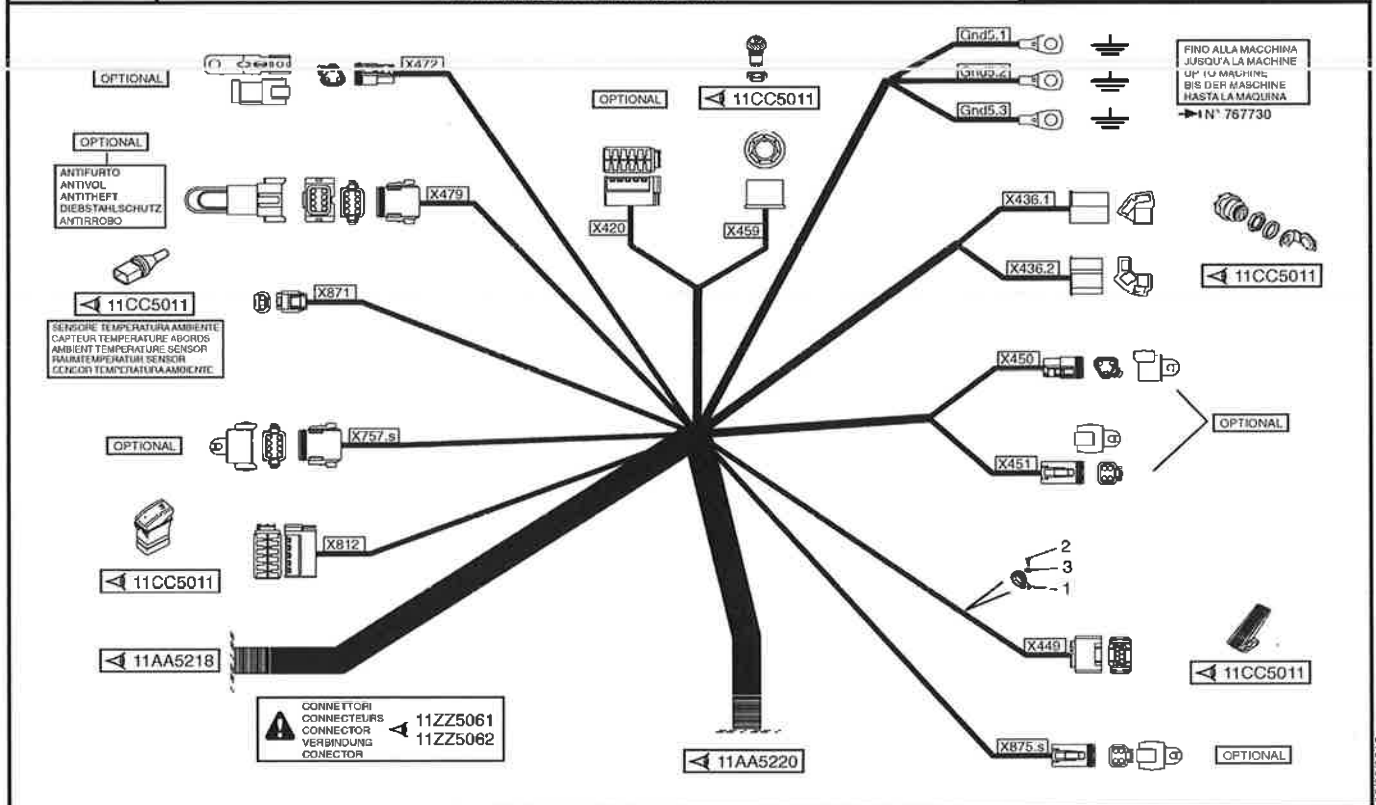 OPTIONAL
X472
OPTIONAL
11CC5011
Gnd5.1
Gnd5.2
Gnd5.3
FINO ALLA MACCHINA
JUSQU'A LA MACHINE
UP TO MACHINE
BIS DER MASCHINE
HASTA LA MAQUINA
N° 767730
OPTIONAL
ANTIFURTO
ANTIVOL
ANTITHEFT
DIEBSTAHLSCHUTZ
ANTIRROBO
X479
X420
X459
X436.1
X436.2
11CC5011
11CC5011
SENSORE TEMPERATURA AMBIENTE
CAPTEUR TEMPERATURE ABORDS
AMBIENT TEMPERATURE SENSOR
RAUMTEMPERATUR SENSOR
SENSOR TEMPERATURA AMBIENTE
X871
X450
OPTIONAL
X451
OPTIONAL
X757.s
11CC5011
X812
2
3
1
X449
11CC5011
11AA5218
CONNETTORI
CONNECTEURS
CONNECTOR
VERBINDUNG
CONECTOR
11ZZ5061
11ZZ5062
11AA5220
X875.s
OPTIONAL